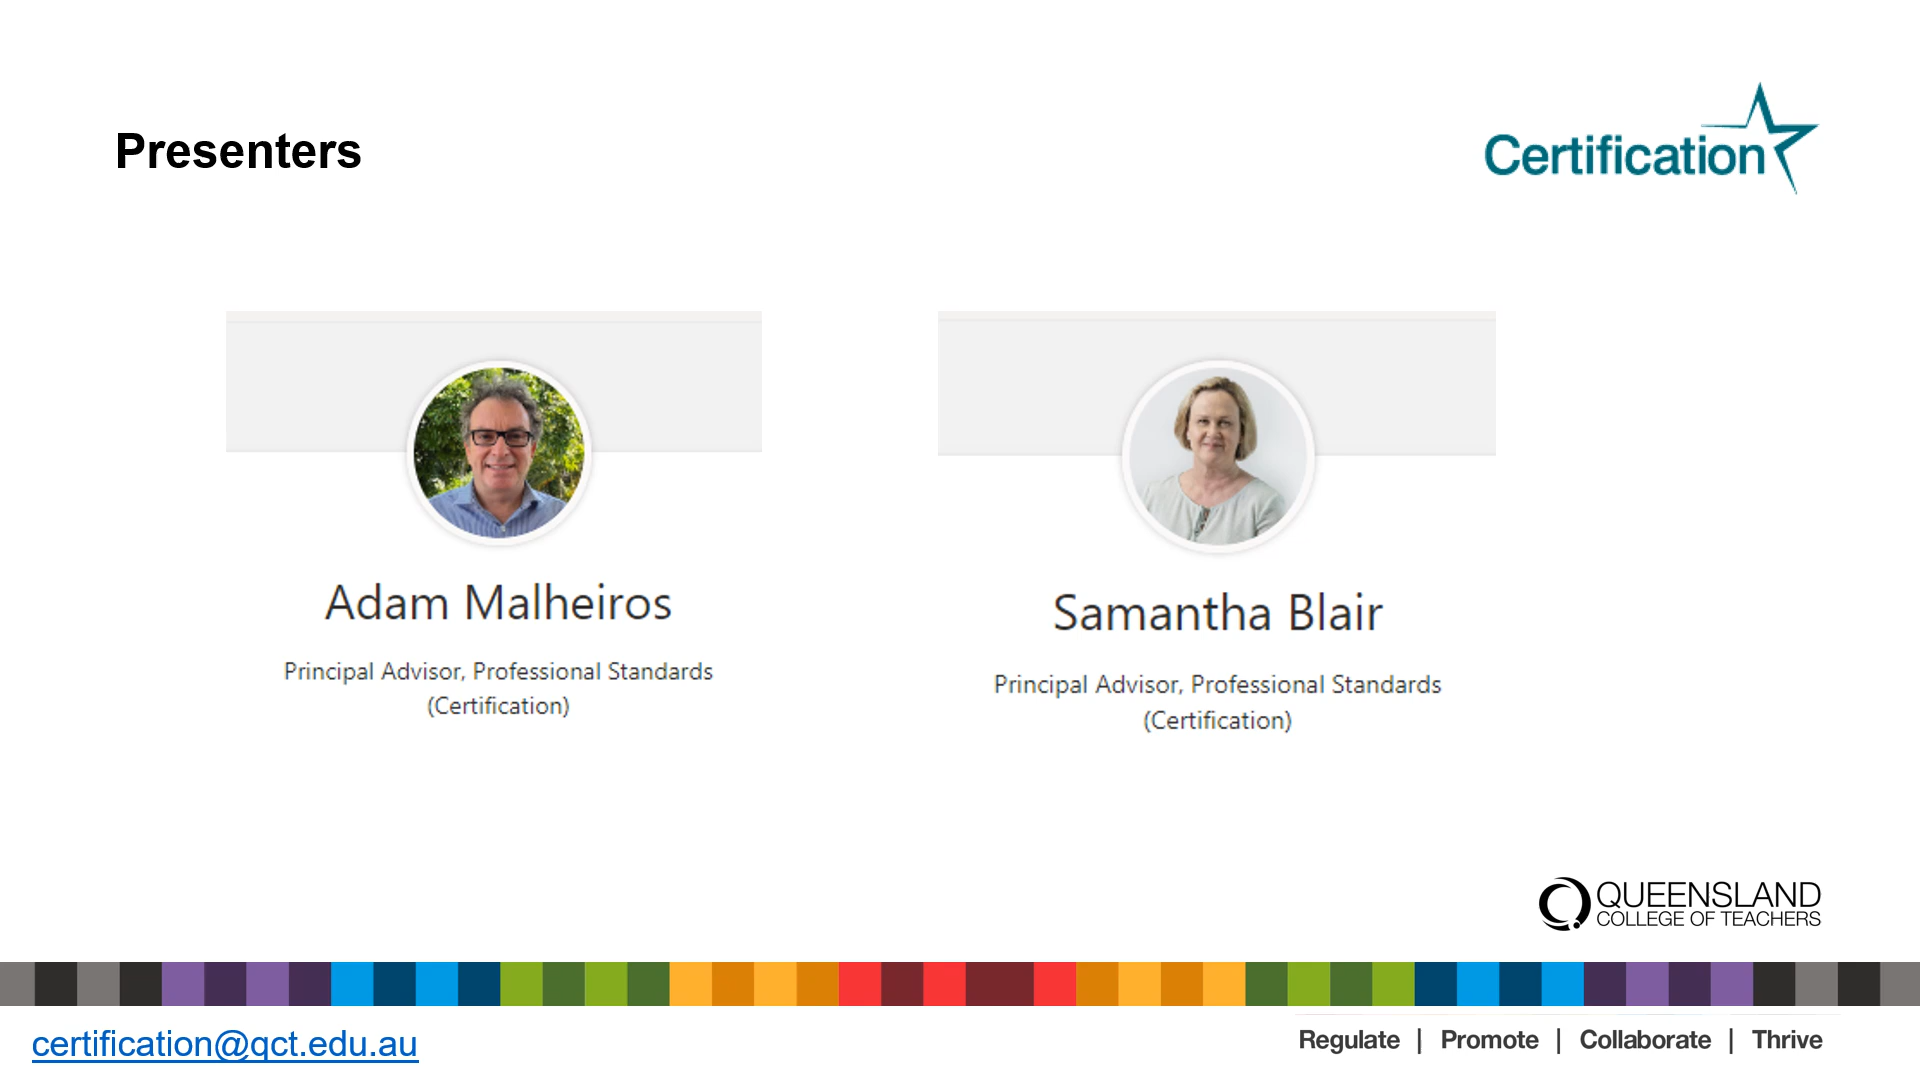 Presenters
Certification
Adam Malheiros
Principal Advisor, Professional Standards
(Certification)
Samantha Blair
Principal Advisor, Professional Standards
(Certification)
QUEENSLAND
COLLEGE OF TEACHERS
certification@qct.edu.au
Regulate | Promote | Collaborate | Thrive